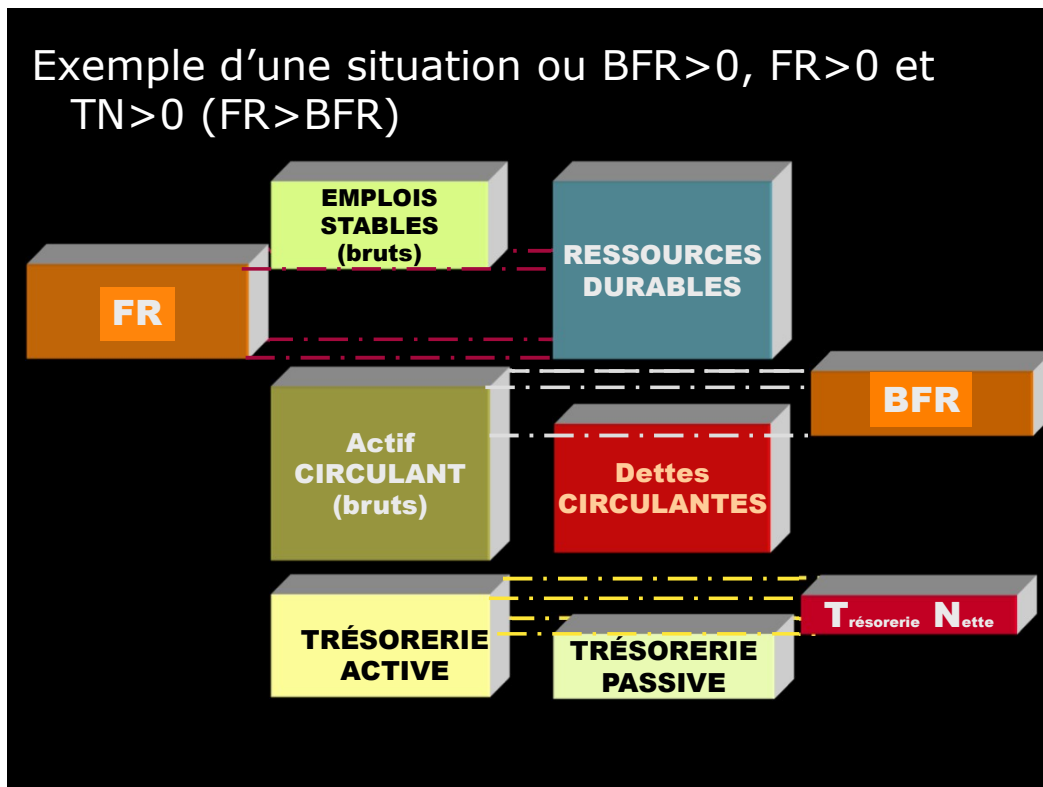 Exemple d’une situation ou BFR>0, FR>0 et
TN>0 (FR>BFR)
EMPLOIS
STABLES
(bruts)
RESSOURCES
DURABLES
FR
BFR
Actif
CIRCULANT
(bruts)
Dettes
CIRCULANTES
Trésorerie Nette
TRÉSORERIE
ACTIVE
TRÉSORERIE
PASSIVE